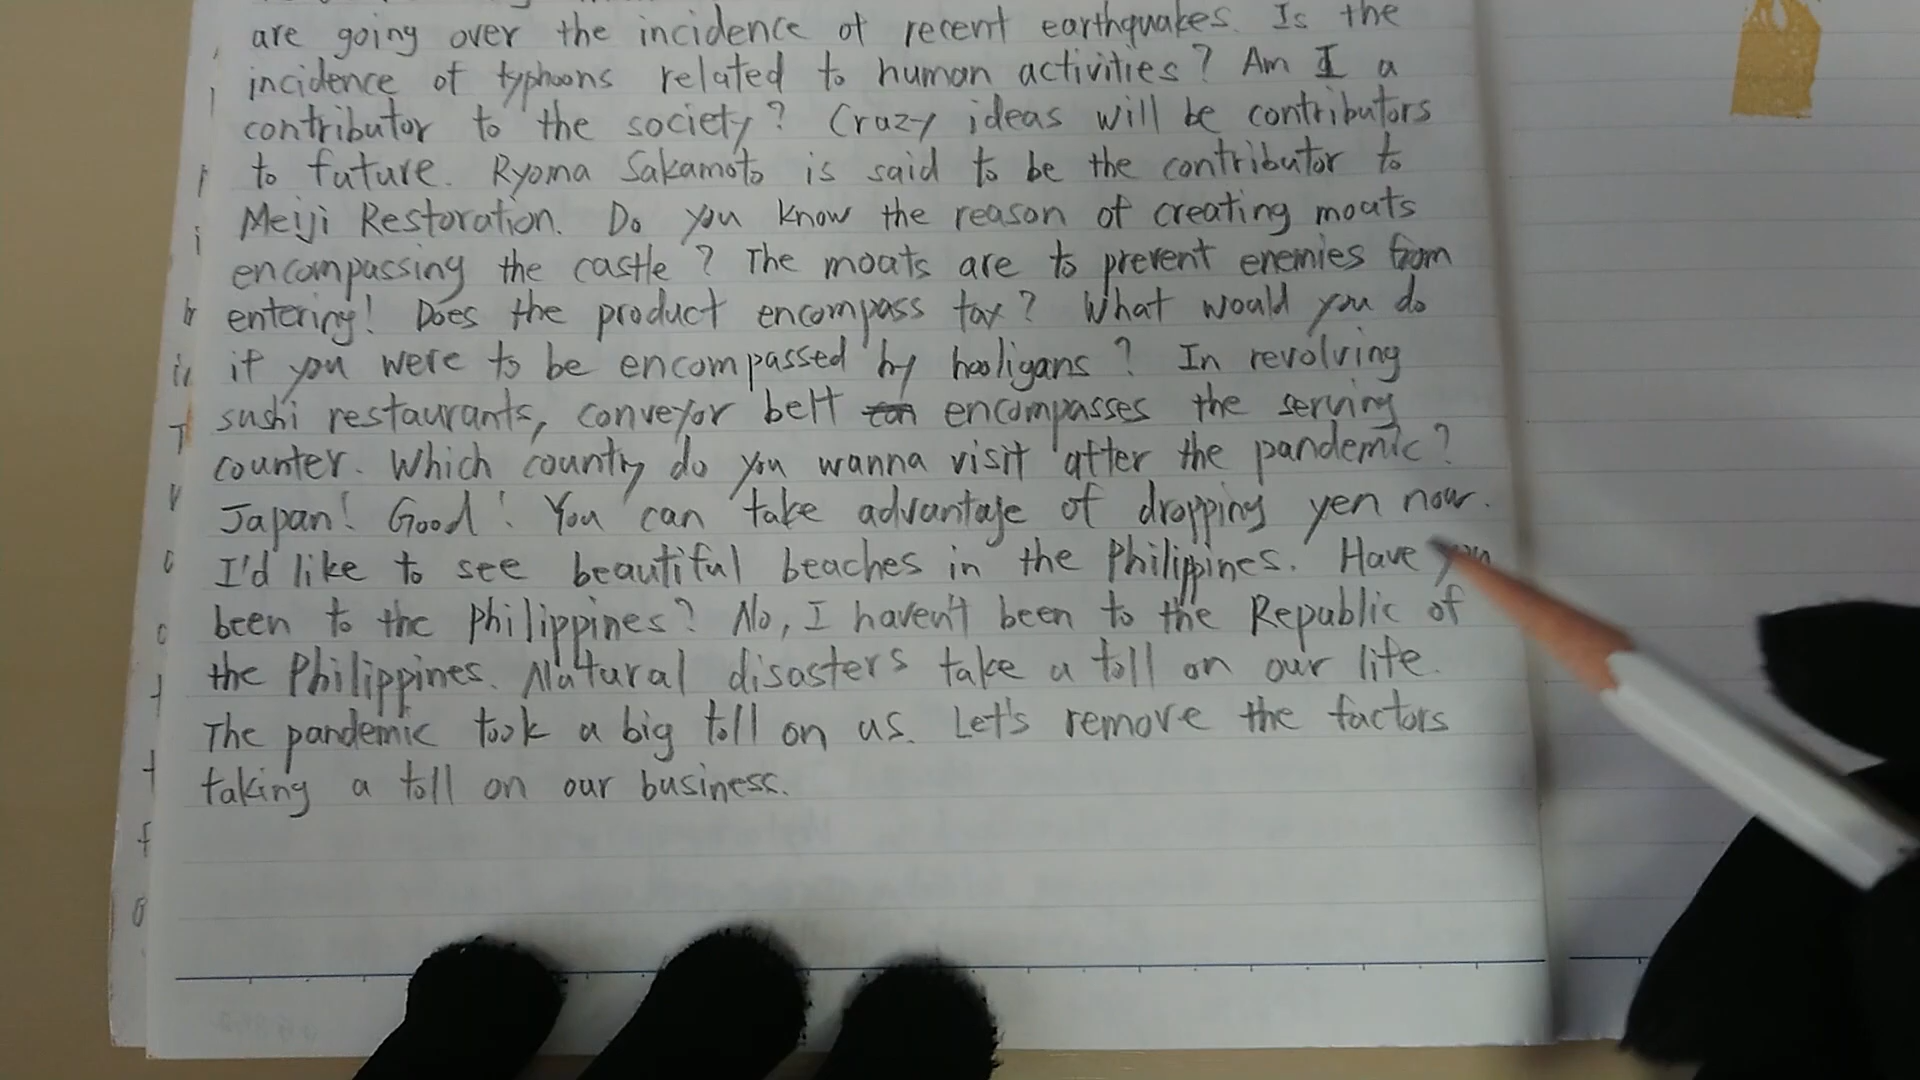 are going over the incidence of recent earthquakes. Is the
incidence of typhoons related to human activities? Am I a
contributor to the society? Crazy ideas will be contributors
to future. Ryoma Sakamoto is said to be the contributor to
Meiji Restoration. Do you know the reason of creating moats
encompassing the castle? The moats are to prevent enemies from
entering! Does the product encompass tax? What would you do
if you were to be encompassed by hooligans? In revolving
sushi restaurants, conveyor belt encompasses the serving
counter. Which country do you wanna visit after the pandemic?
Japan! Good! You can take advantage of dropping yen now.
I'd like to see beautiful beaches in the Philippines. Have you
been to the Philippines? No, I haven't been to the Republic of
the Philippines. Natural disasters take a toll on our life.
The pandemic took a big toll on us. Let's remove the factors
taking a toll on our business.